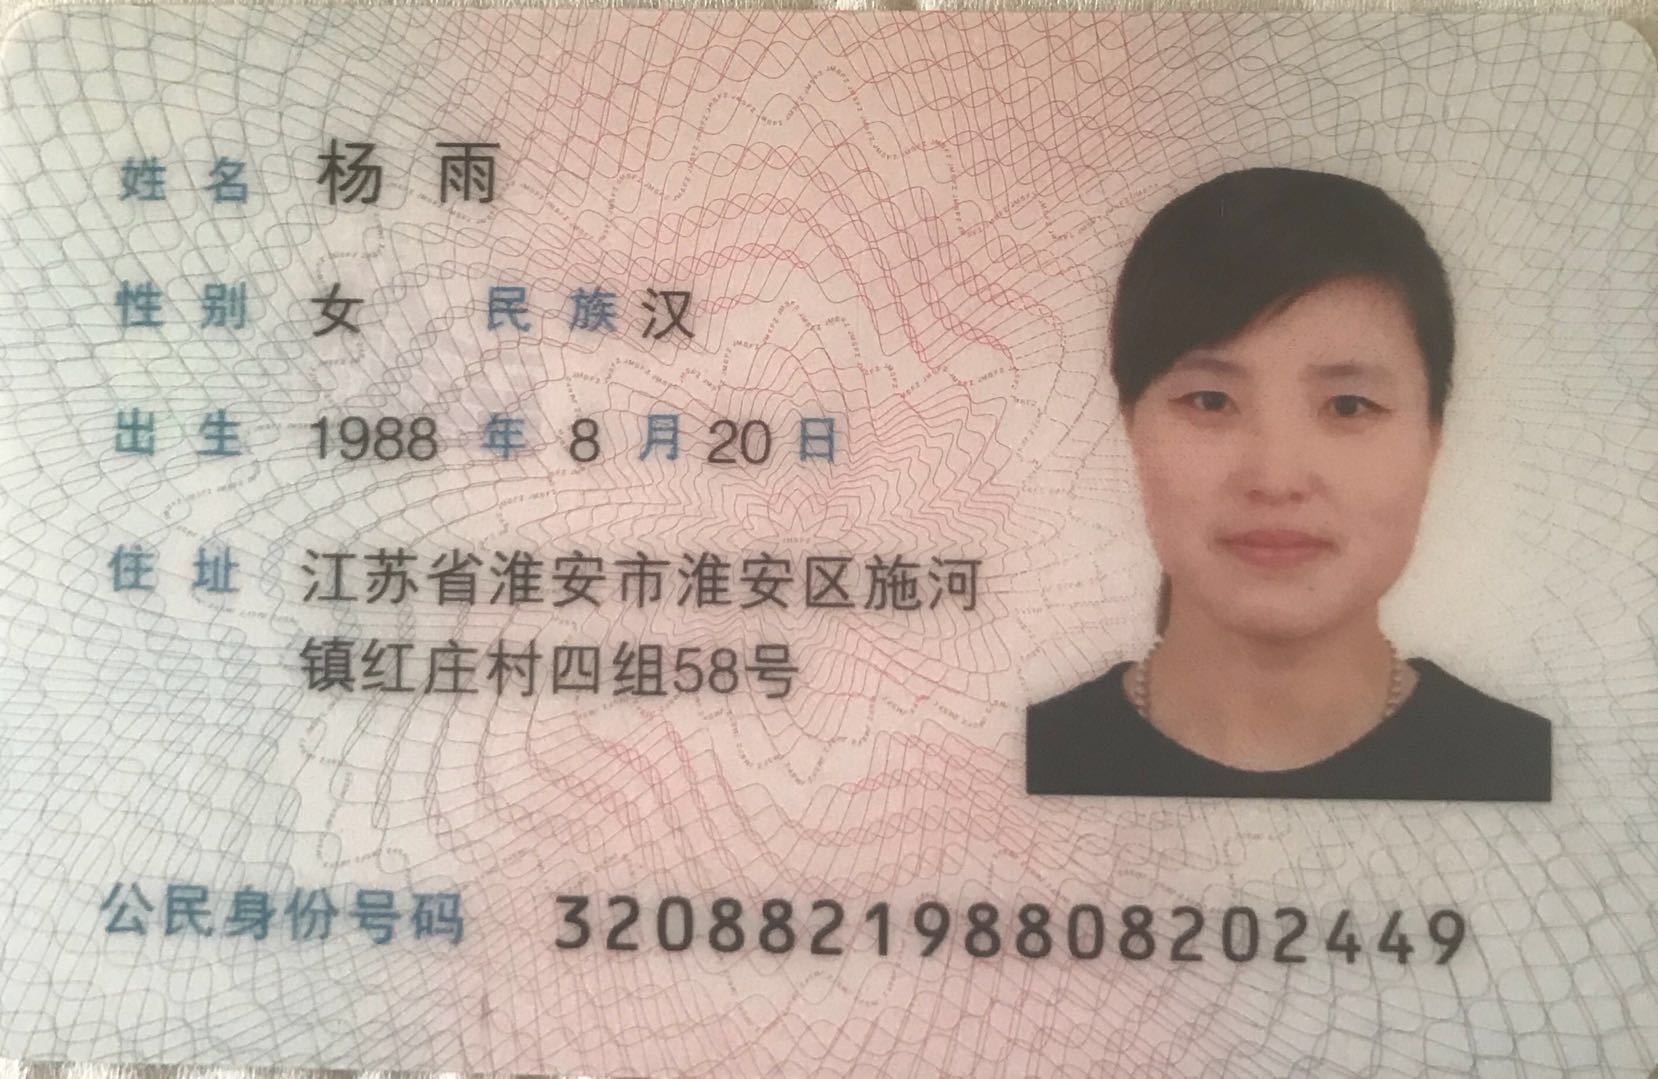 姓名 杨雨
性别 女 民族 汉
出生 1988 年 8 月 20 日
住址 江苏省淮安市淮安区施河
镇红庄村四组58号
公民身份号码 320882198808202449